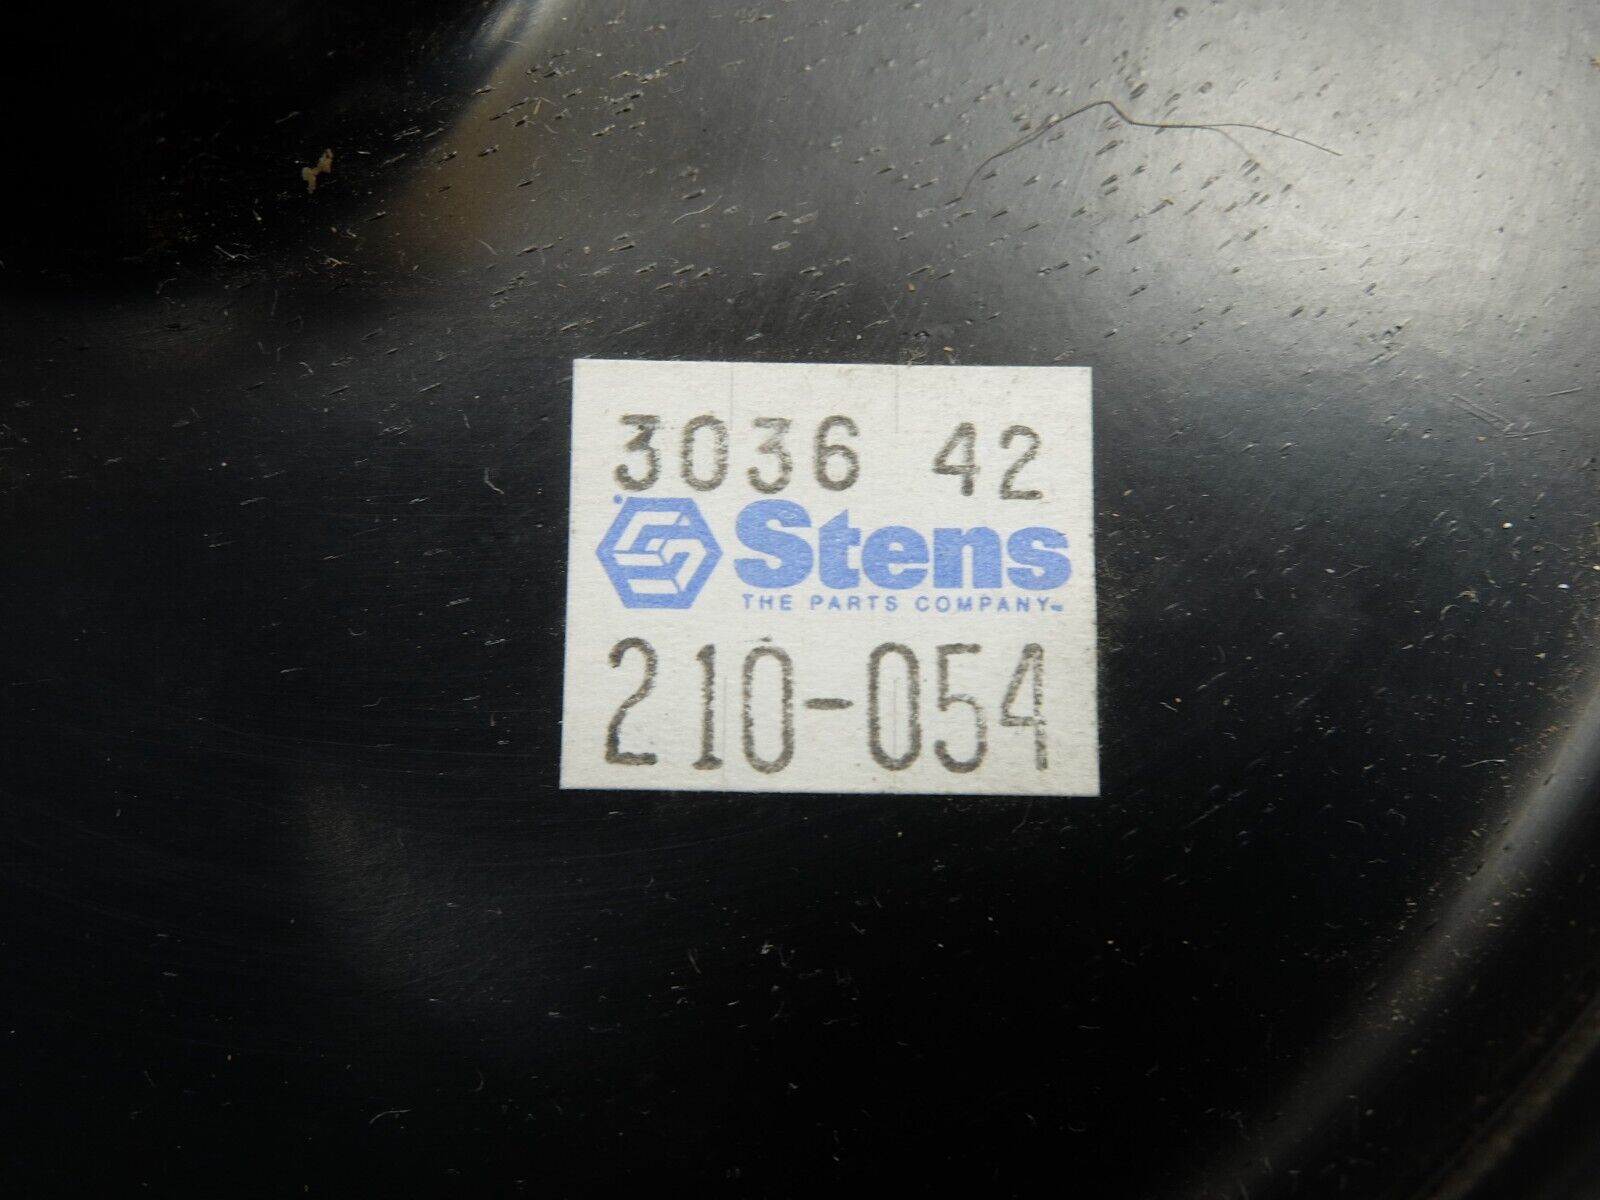 3036 42
Stens
THE PARTS COMPANY
210-054